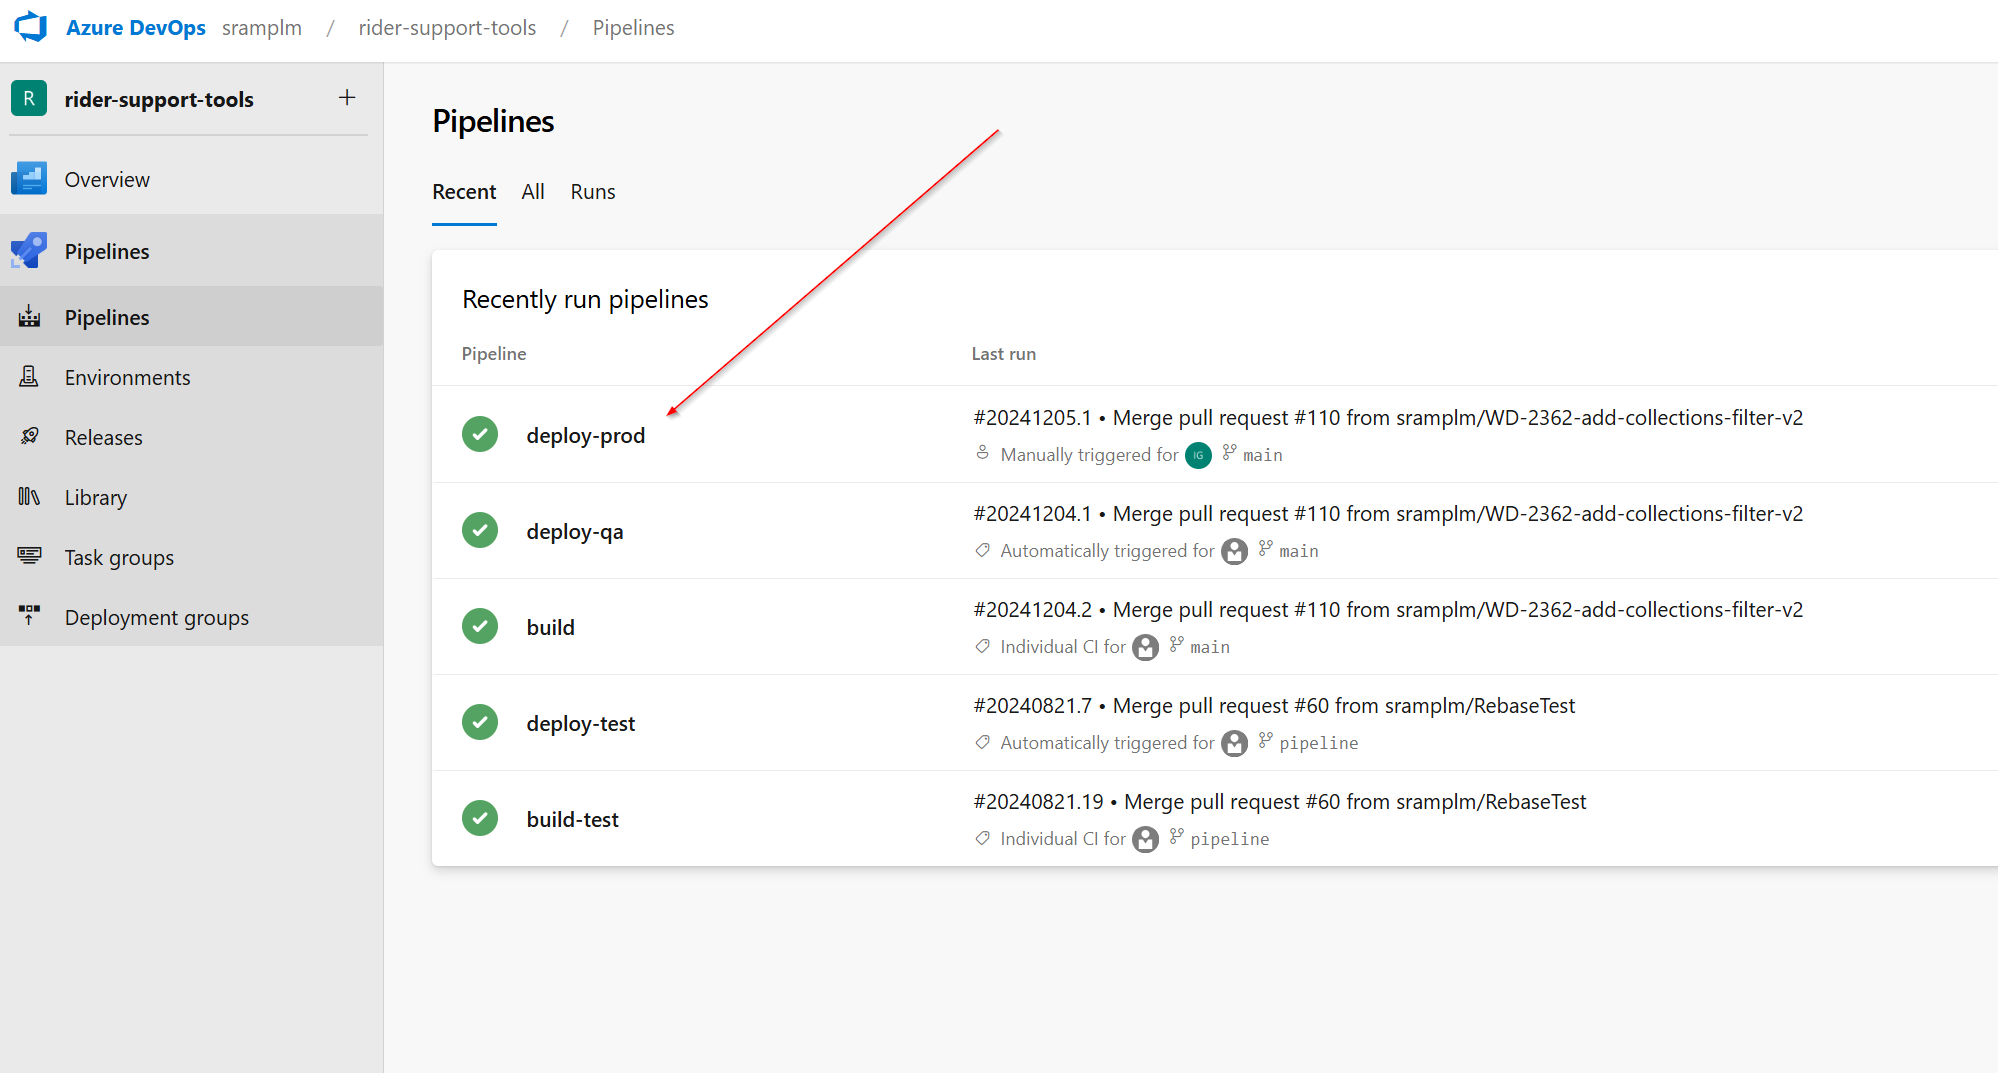 Azure DevOps sramplm / rider-support-tools / Pipelines
R rider-support-tools +
Overview
Pipelines
Pipelines
Environments
Releases
Library
Task groups
Deployment groups
Pipelines
Recent All Runs
Recently run pipelines
Pipeline Last run
deploy-prod
#20241205.1 • Merge pull request #110 from sramplm/WD-2362-add-collections-filter-v2
Manually triggered for IG main
deploy-qa
#20241204.1 • Merge pull request #110 from sramplm/WD-2362-add-collections-filter-v2
Automatically triggered for main
build
#20241204.2 • Merge pull request #110 from sramplm/WD-2362-add-collections-filter-v2
Individual CI for main
deploy-test
#20240821.7 • Merge pull request #60 from sramplm/RebaseTest
Automatically triggered for pipeline
build-test
#20240821.19 • Merge pull request #60 from sramplm/RebaseTest
Individual CI for pipeline